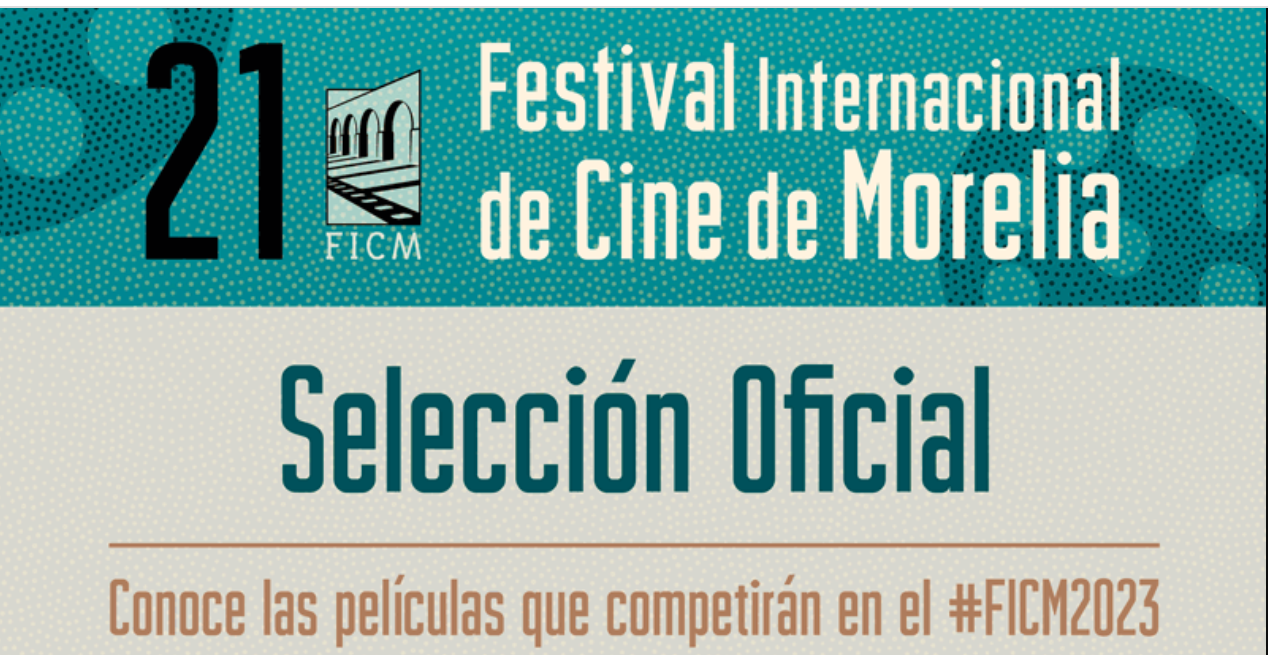 21
FICM
Festival Internacional
de Cine de Morelia
Selección Oficial
Conoce las películas que competirán en el #FICM2023